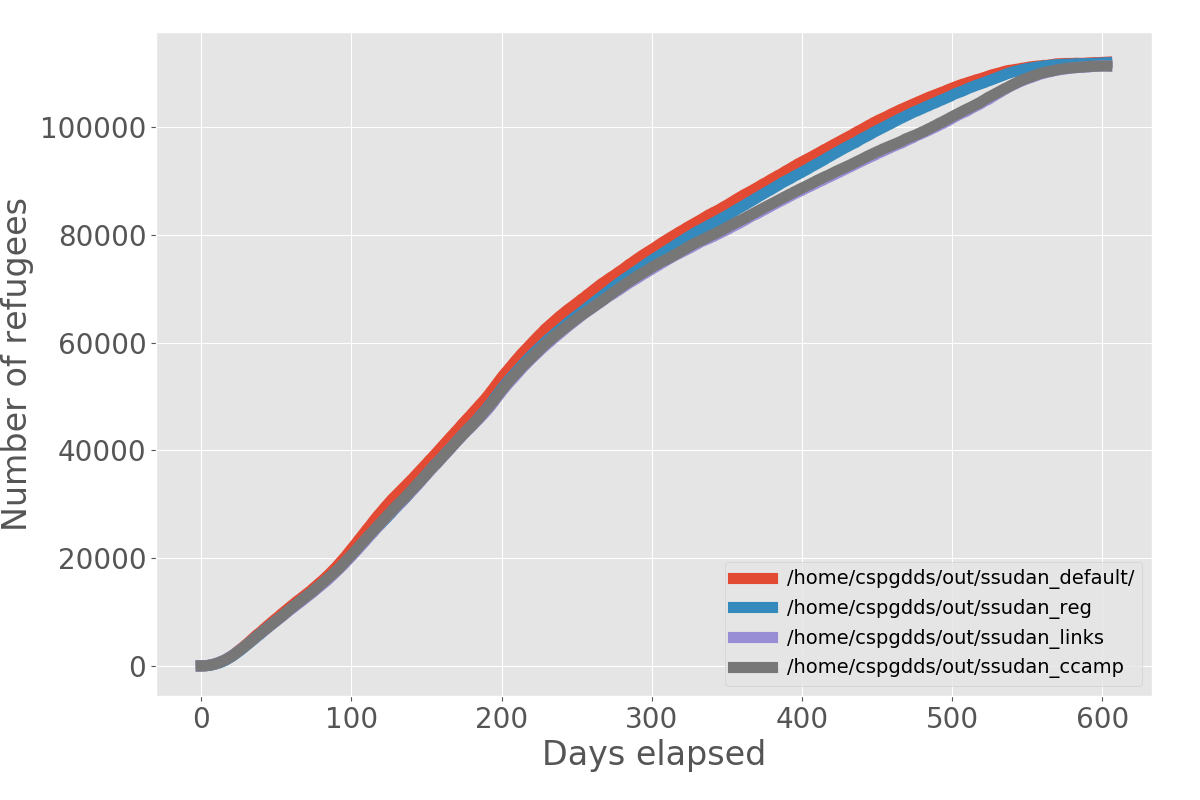 Number of refugees
100000
80000
60000
40000
20000
0
0 100 200 300 400 500 600
Days elapsed
/home/cspgdds/out/ssudan_default/
/home/cspgdds/out/ssudan_reg
/home/cspgdds/out/ssudan_links
/home/cspgdds/out/ssudan_ccamp